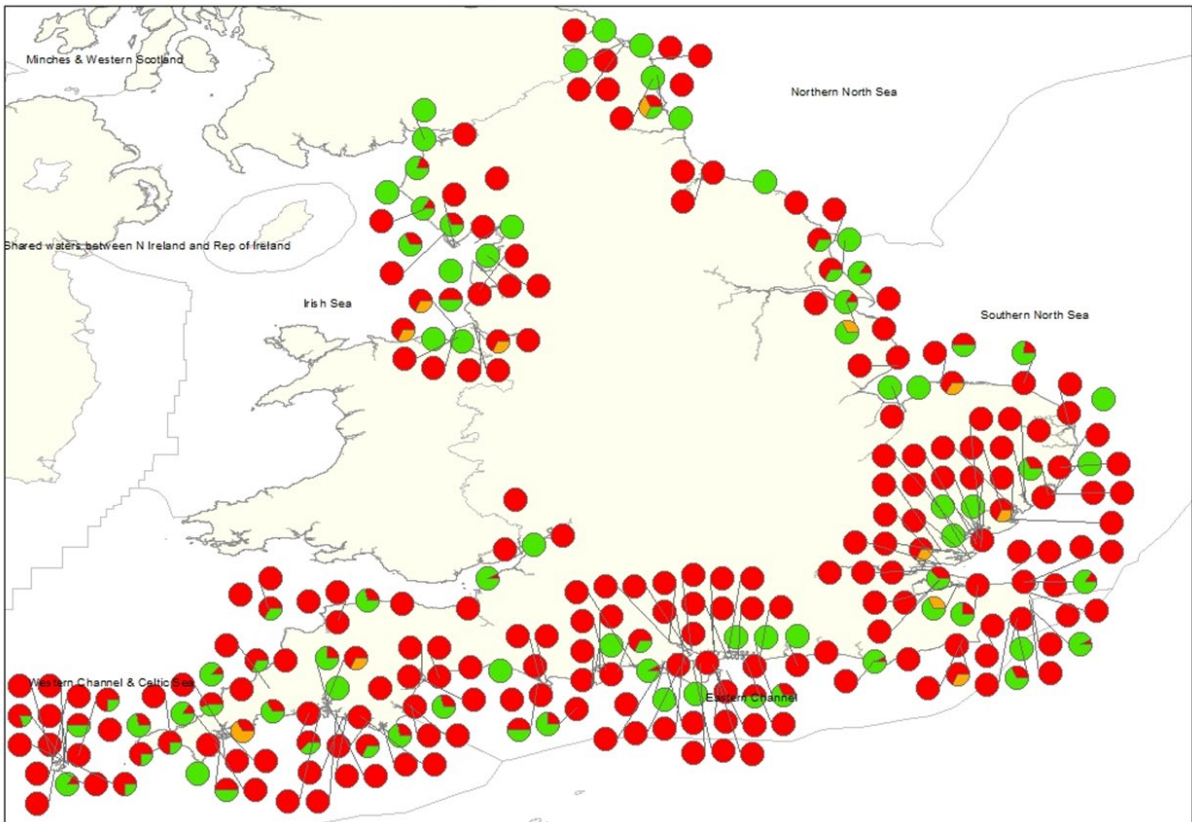 Minches & Western Scotland
Northern North Sea
Shared waters between N Ireland and Rep of Ireland
Irish Sea
Southern North Sea
Western Channel & Celtic Sea
Eastern Channel